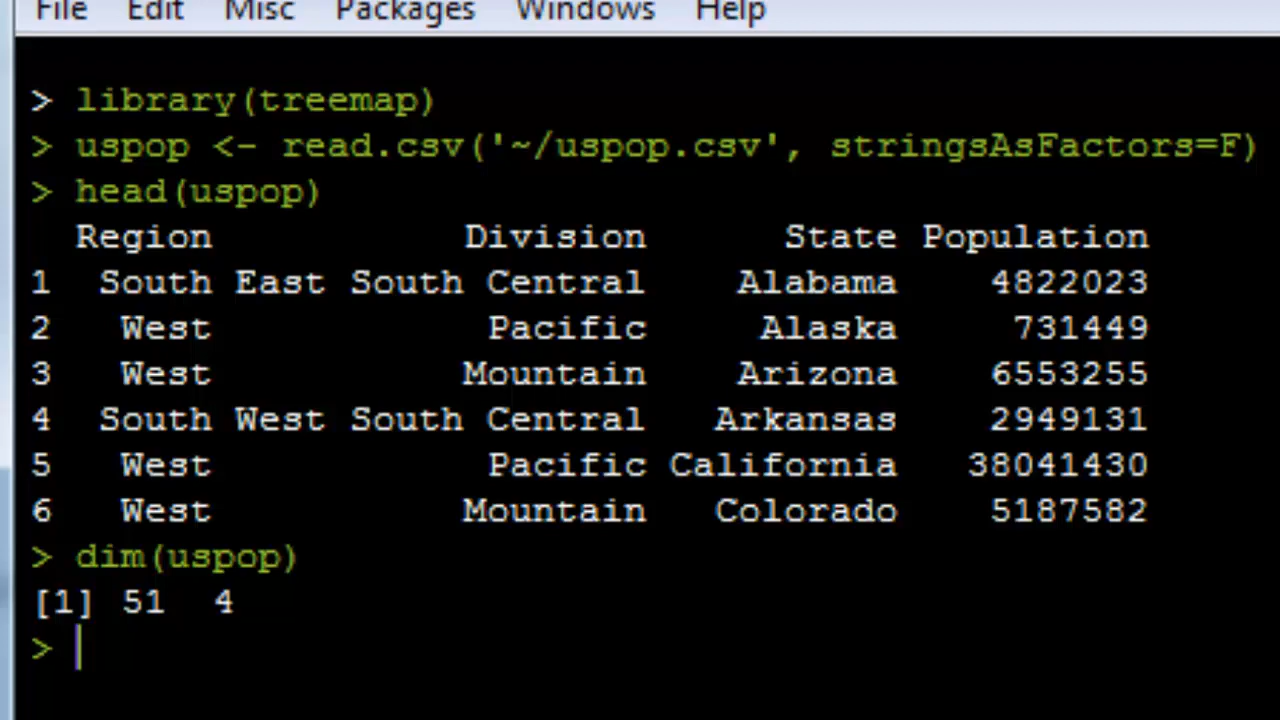 File Edit Misc Packages Windows Help
> library(treemap)
> uspop <- read.csv('~/uspop.csv', stringsAsFactors=F)
> head(uspop)
  Region           Division      State Population
1  South East South Central    Alabama    4822023
2   West            Pacific     Alaska     731449
3   West           Mountain    Arizona    6553255
4  South West South Central   Arkansas    2949131
5   West            Pacific California   38041430
6   West           Mountain   Colorado    5187582
> dim(uspop)
[1] 51  4
>